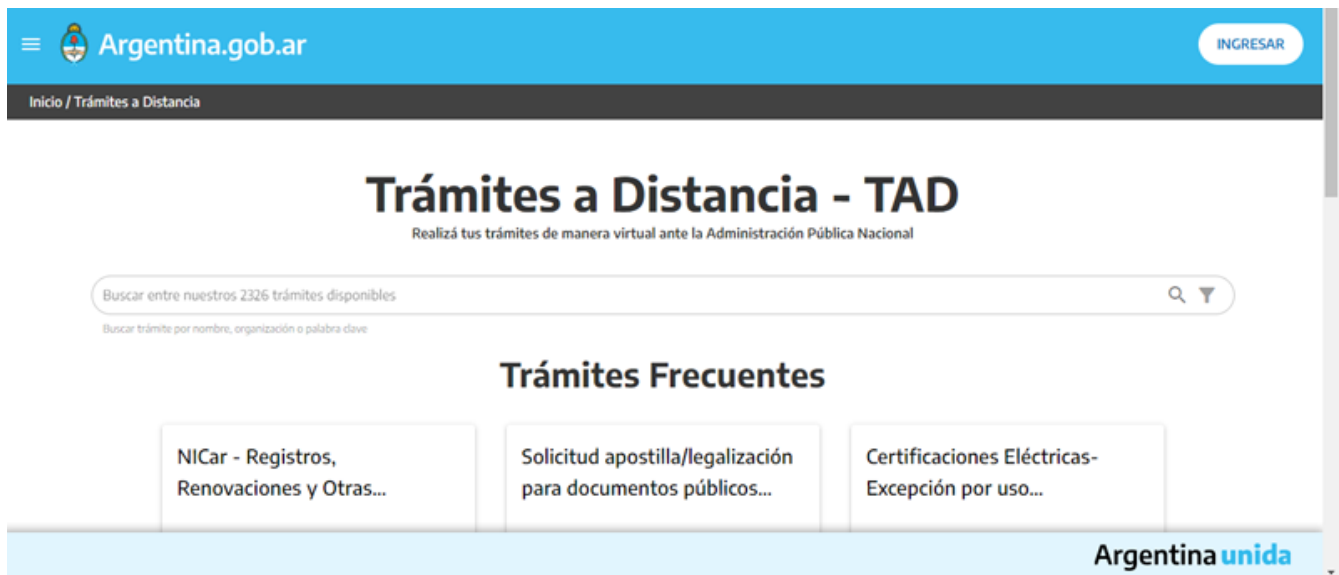 Argentina.gob.ar
INGRESAR
Inicio / Trámites a Distancia
Trámites a Distancia - TAD
Realizá tus trámites de manera virtual ante la Administración Pública Nacional
Buscar entre nuestros 2326 trámites disponibles
Buscar trámite por nombre, organización o palabra clave
Trámites Frecuentes
NICar - Registros,
Renovaciones y Otras...
Solicitud apostilla/legalización
para documentos públicos...
Certificaciones Eléctricas-
Excepción por uso...
Argentina unida